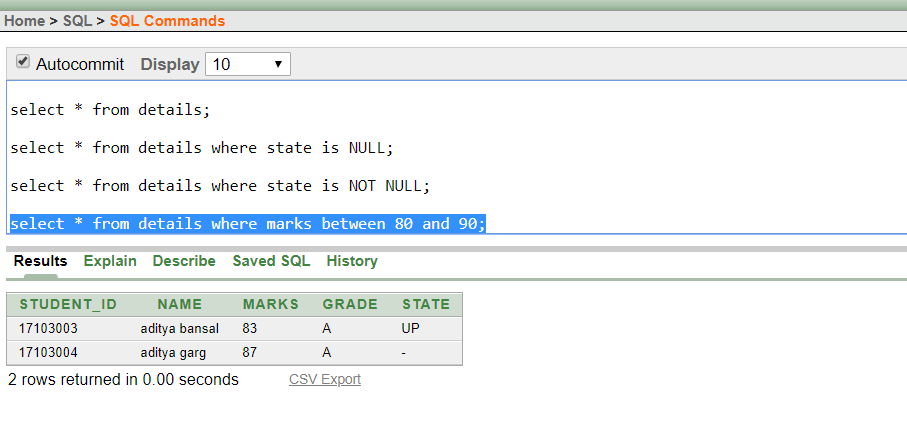 Home > SQL > SQL Commands
Autocommit Display 10
select * from details;
select * from details where state is NULL;
select * from details where state is NOT NULL;
select * from details where marks between 80 and 90;
Results Explain Describe Saved SQL History
STUDENT_ID NAME MARKS GRADE STATE
17103003 aditya bansal 83 A UP
17103004 aditya garg 87 A -
2 rows returned in 0.00 seconds CSV Export